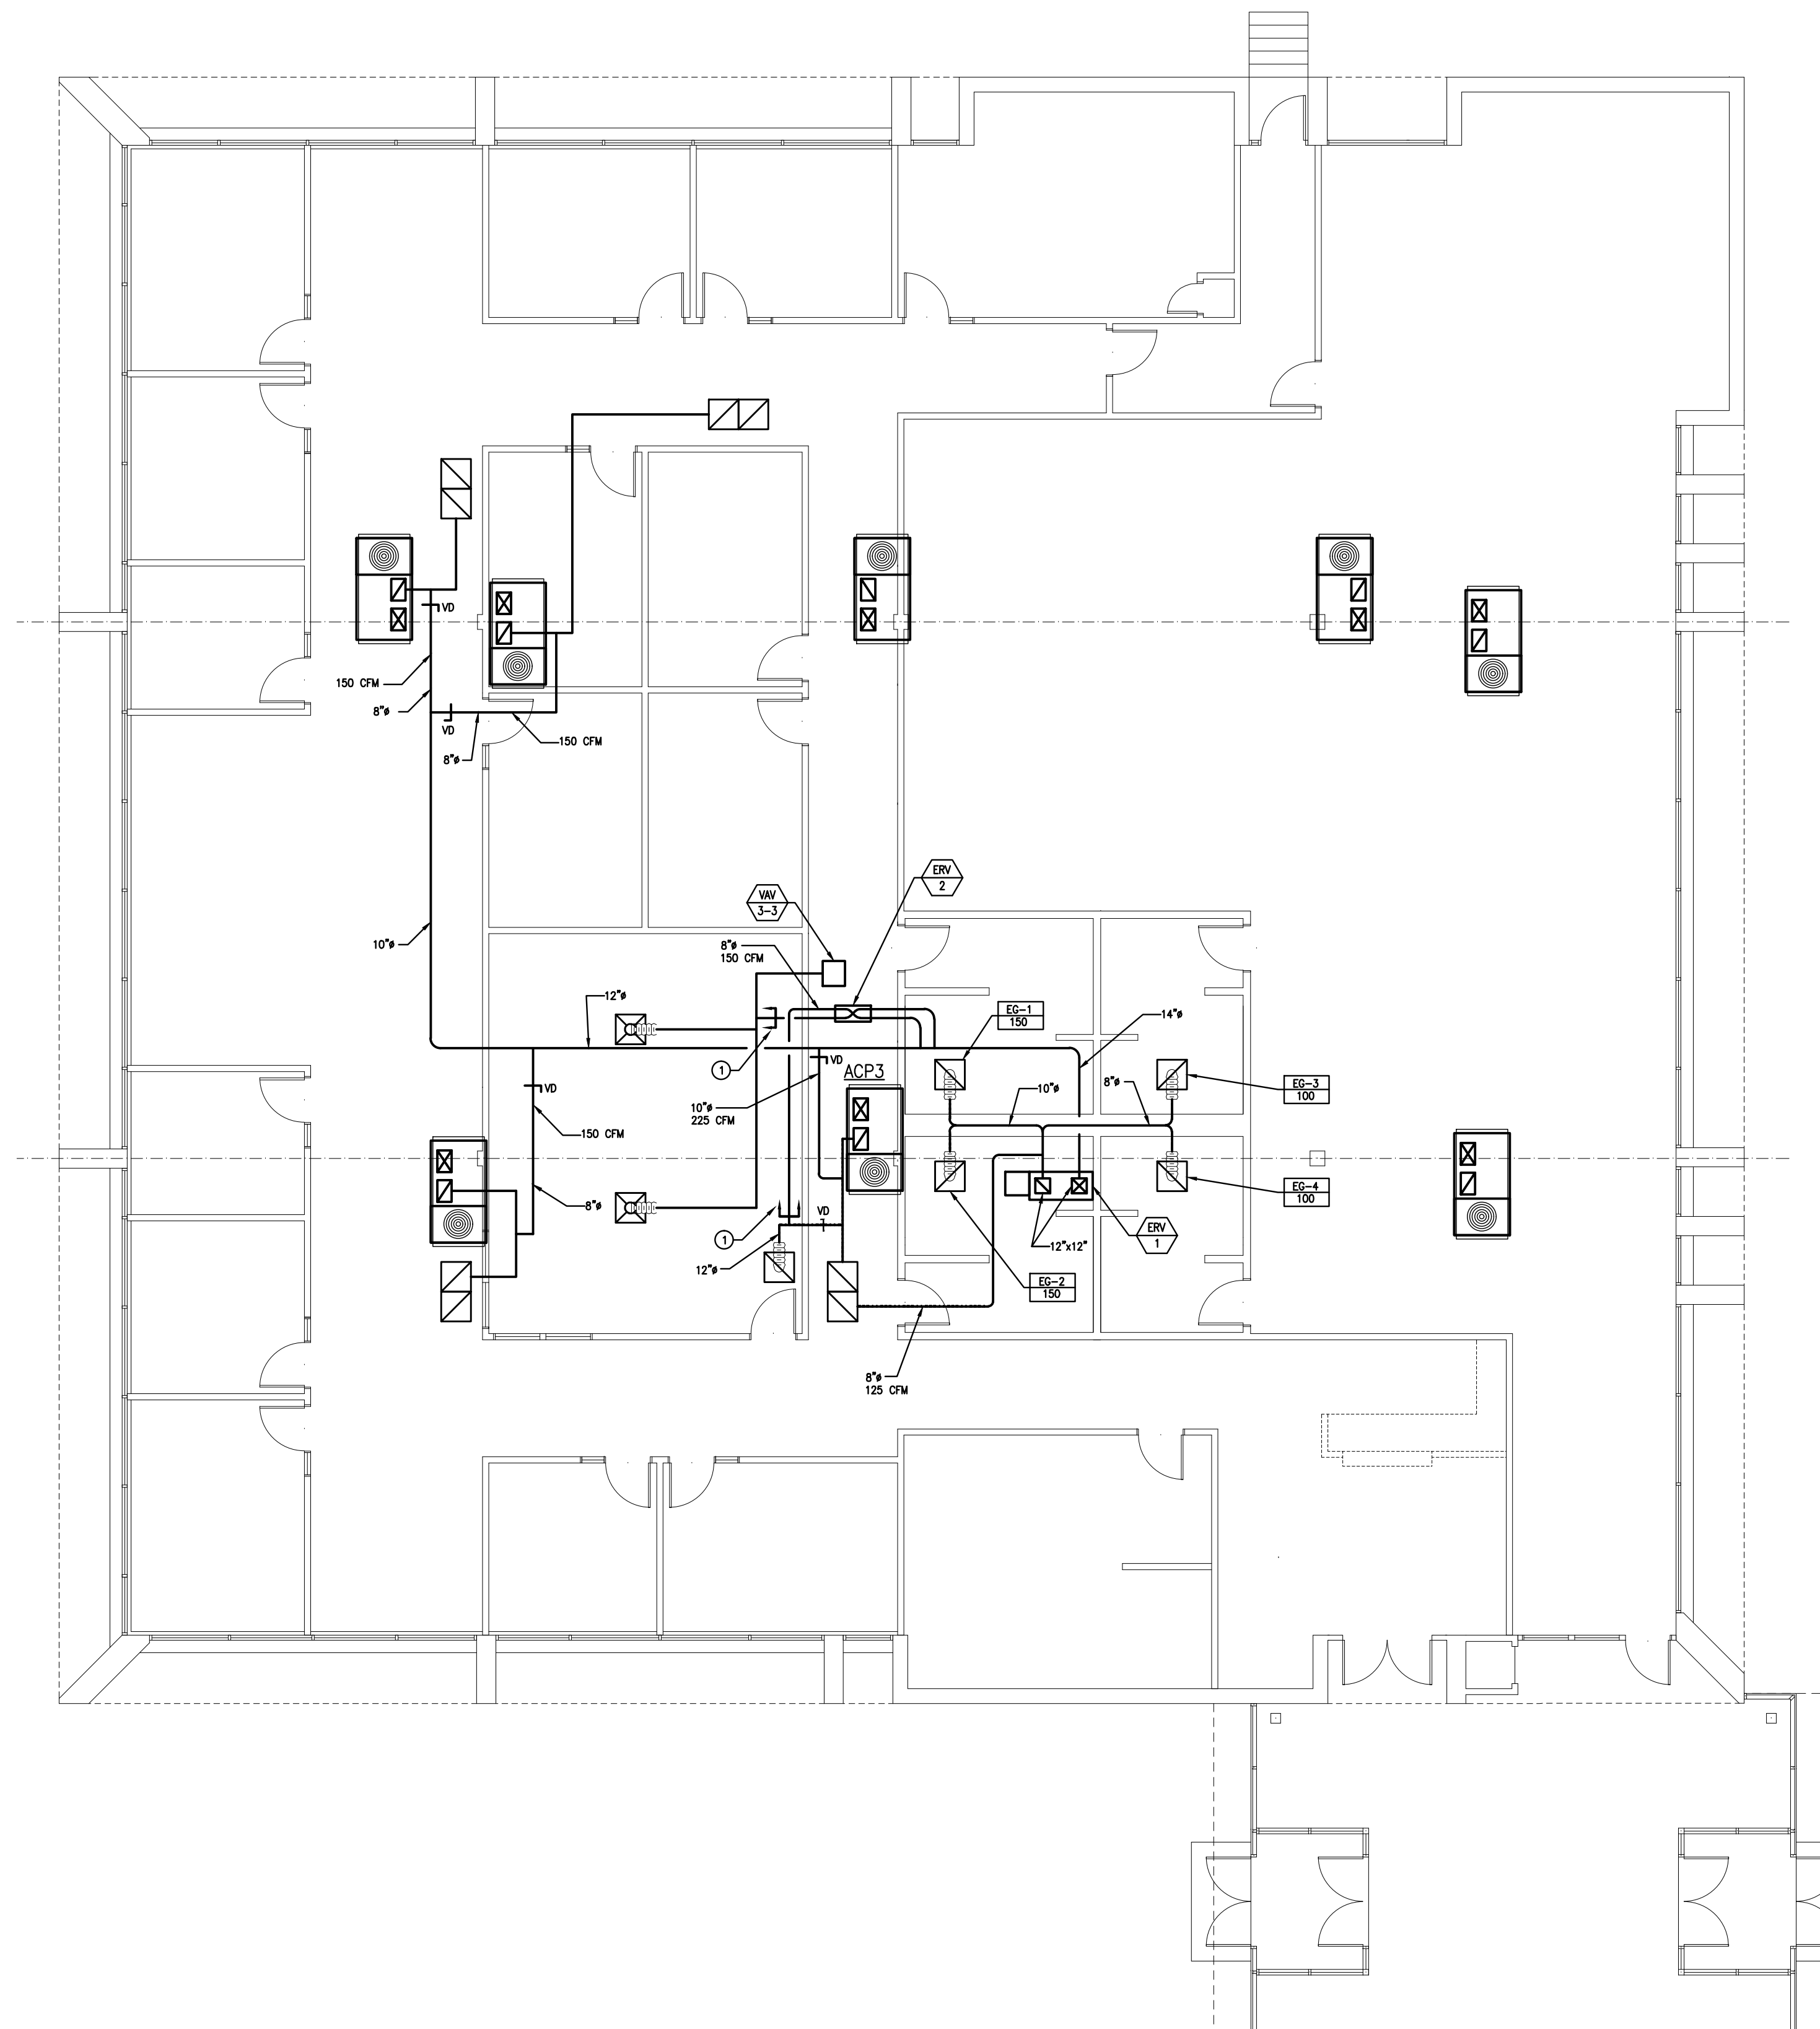 VD
150 CFM
8"ø
VD
8"ø
150 CFM
ERV
2
VAV
3-3
10"ø
8"ø
150 CFM
12"ø
EG-1
150
14"ø
1
VD
ACP3
10"ø
8"ø
EG-3
100
VD
10"ø
225 CFM
150 CFM
EG-4
100
8"ø
VD
ERV
1
1
12"x12"
12"ø
EG-2
150
8"ø
125 CFM